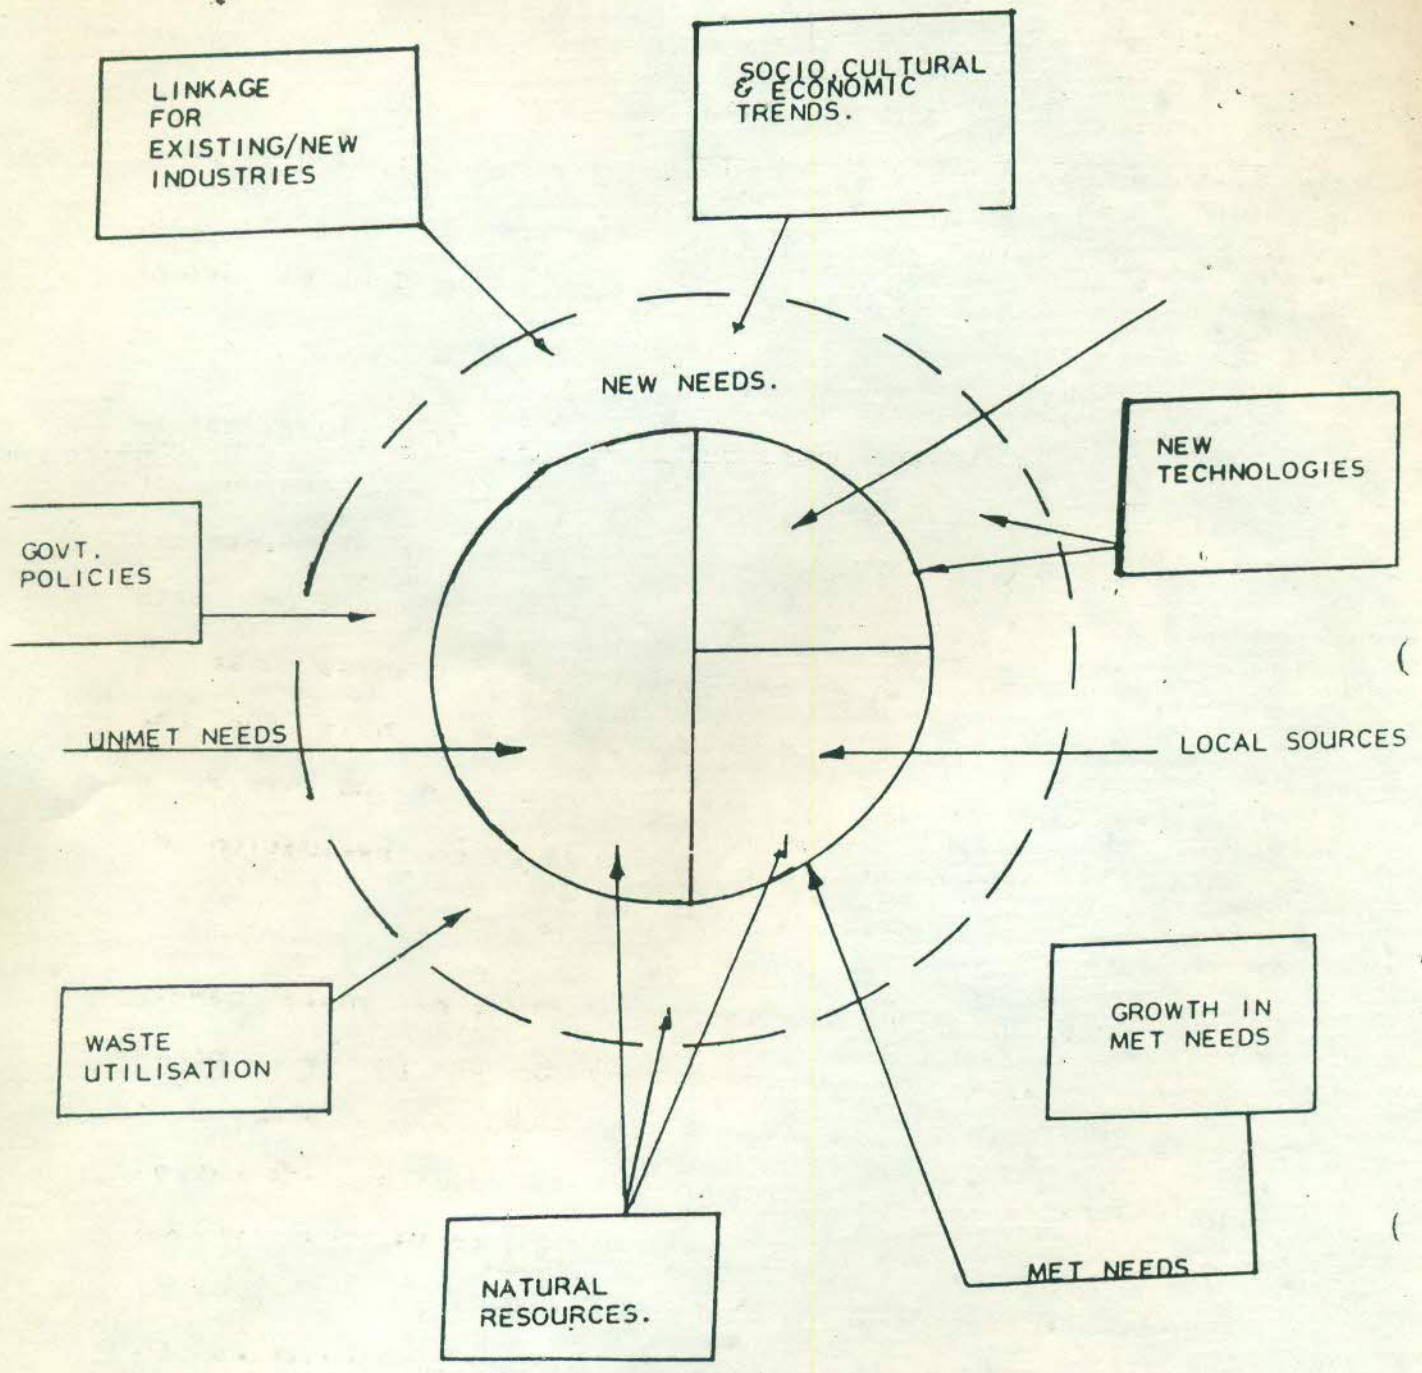 LINKAGE
FOR
EXISTING/NEW
INDUSTRIES
SOCIO,CULTURAL
& ECONOMIC
TRENDS.
NEW NEEDS.
NEW
TECHNOLOGIES
GOVT.
POLICIES
UNMET NEEDS
LOCAL SOURCES
WASTE
UTILISATION
GROWTH IN
MET NEEDS
NATURAL
RESOURCES.
MET NEEDS